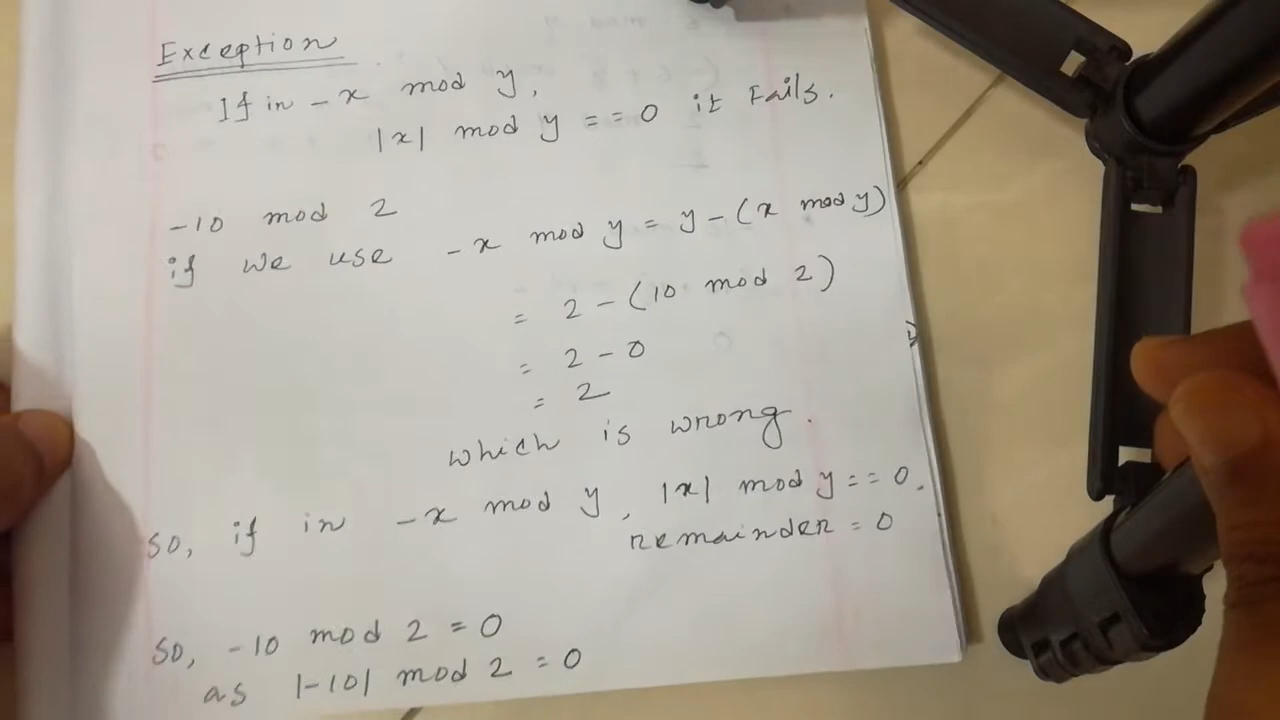 Exception
If in - x mod y,
|x| mod y == 0 it Fails.
-10 mod 2
if we use - x mod y = y - (x mod y)
= 2 - (10 mod 2)
= 2 - 0
= 2
which is wrong.
so, if in - x mod y, |x| mod y == 0.
remainder = 0
so, -10 mod 2 = 0
as |-10| mod 2 = 0